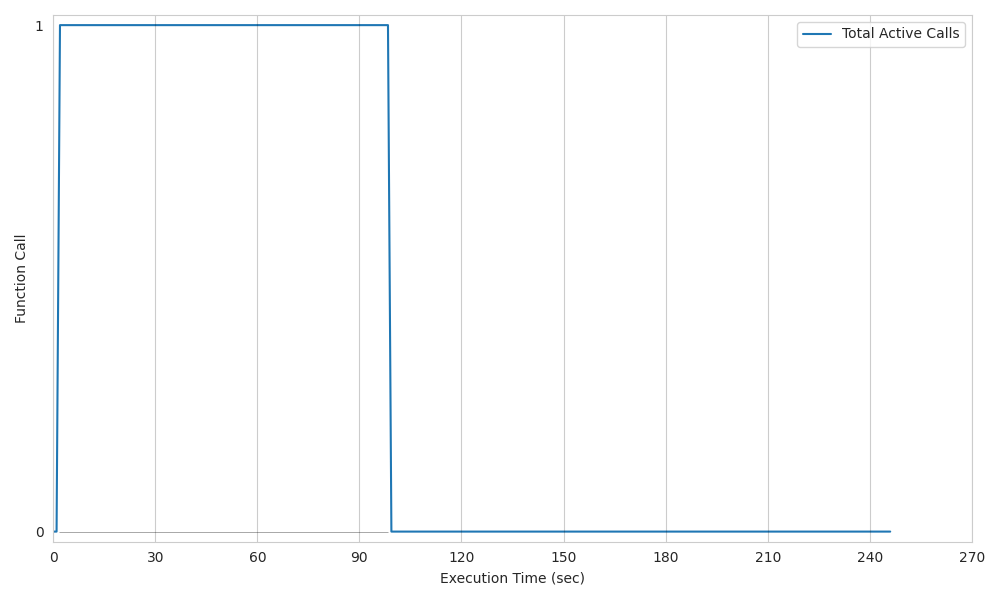 Total Active Calls
1
Function Call
0
0 30 60 90 120 150 180 210 240 270
Execution Time (sec)